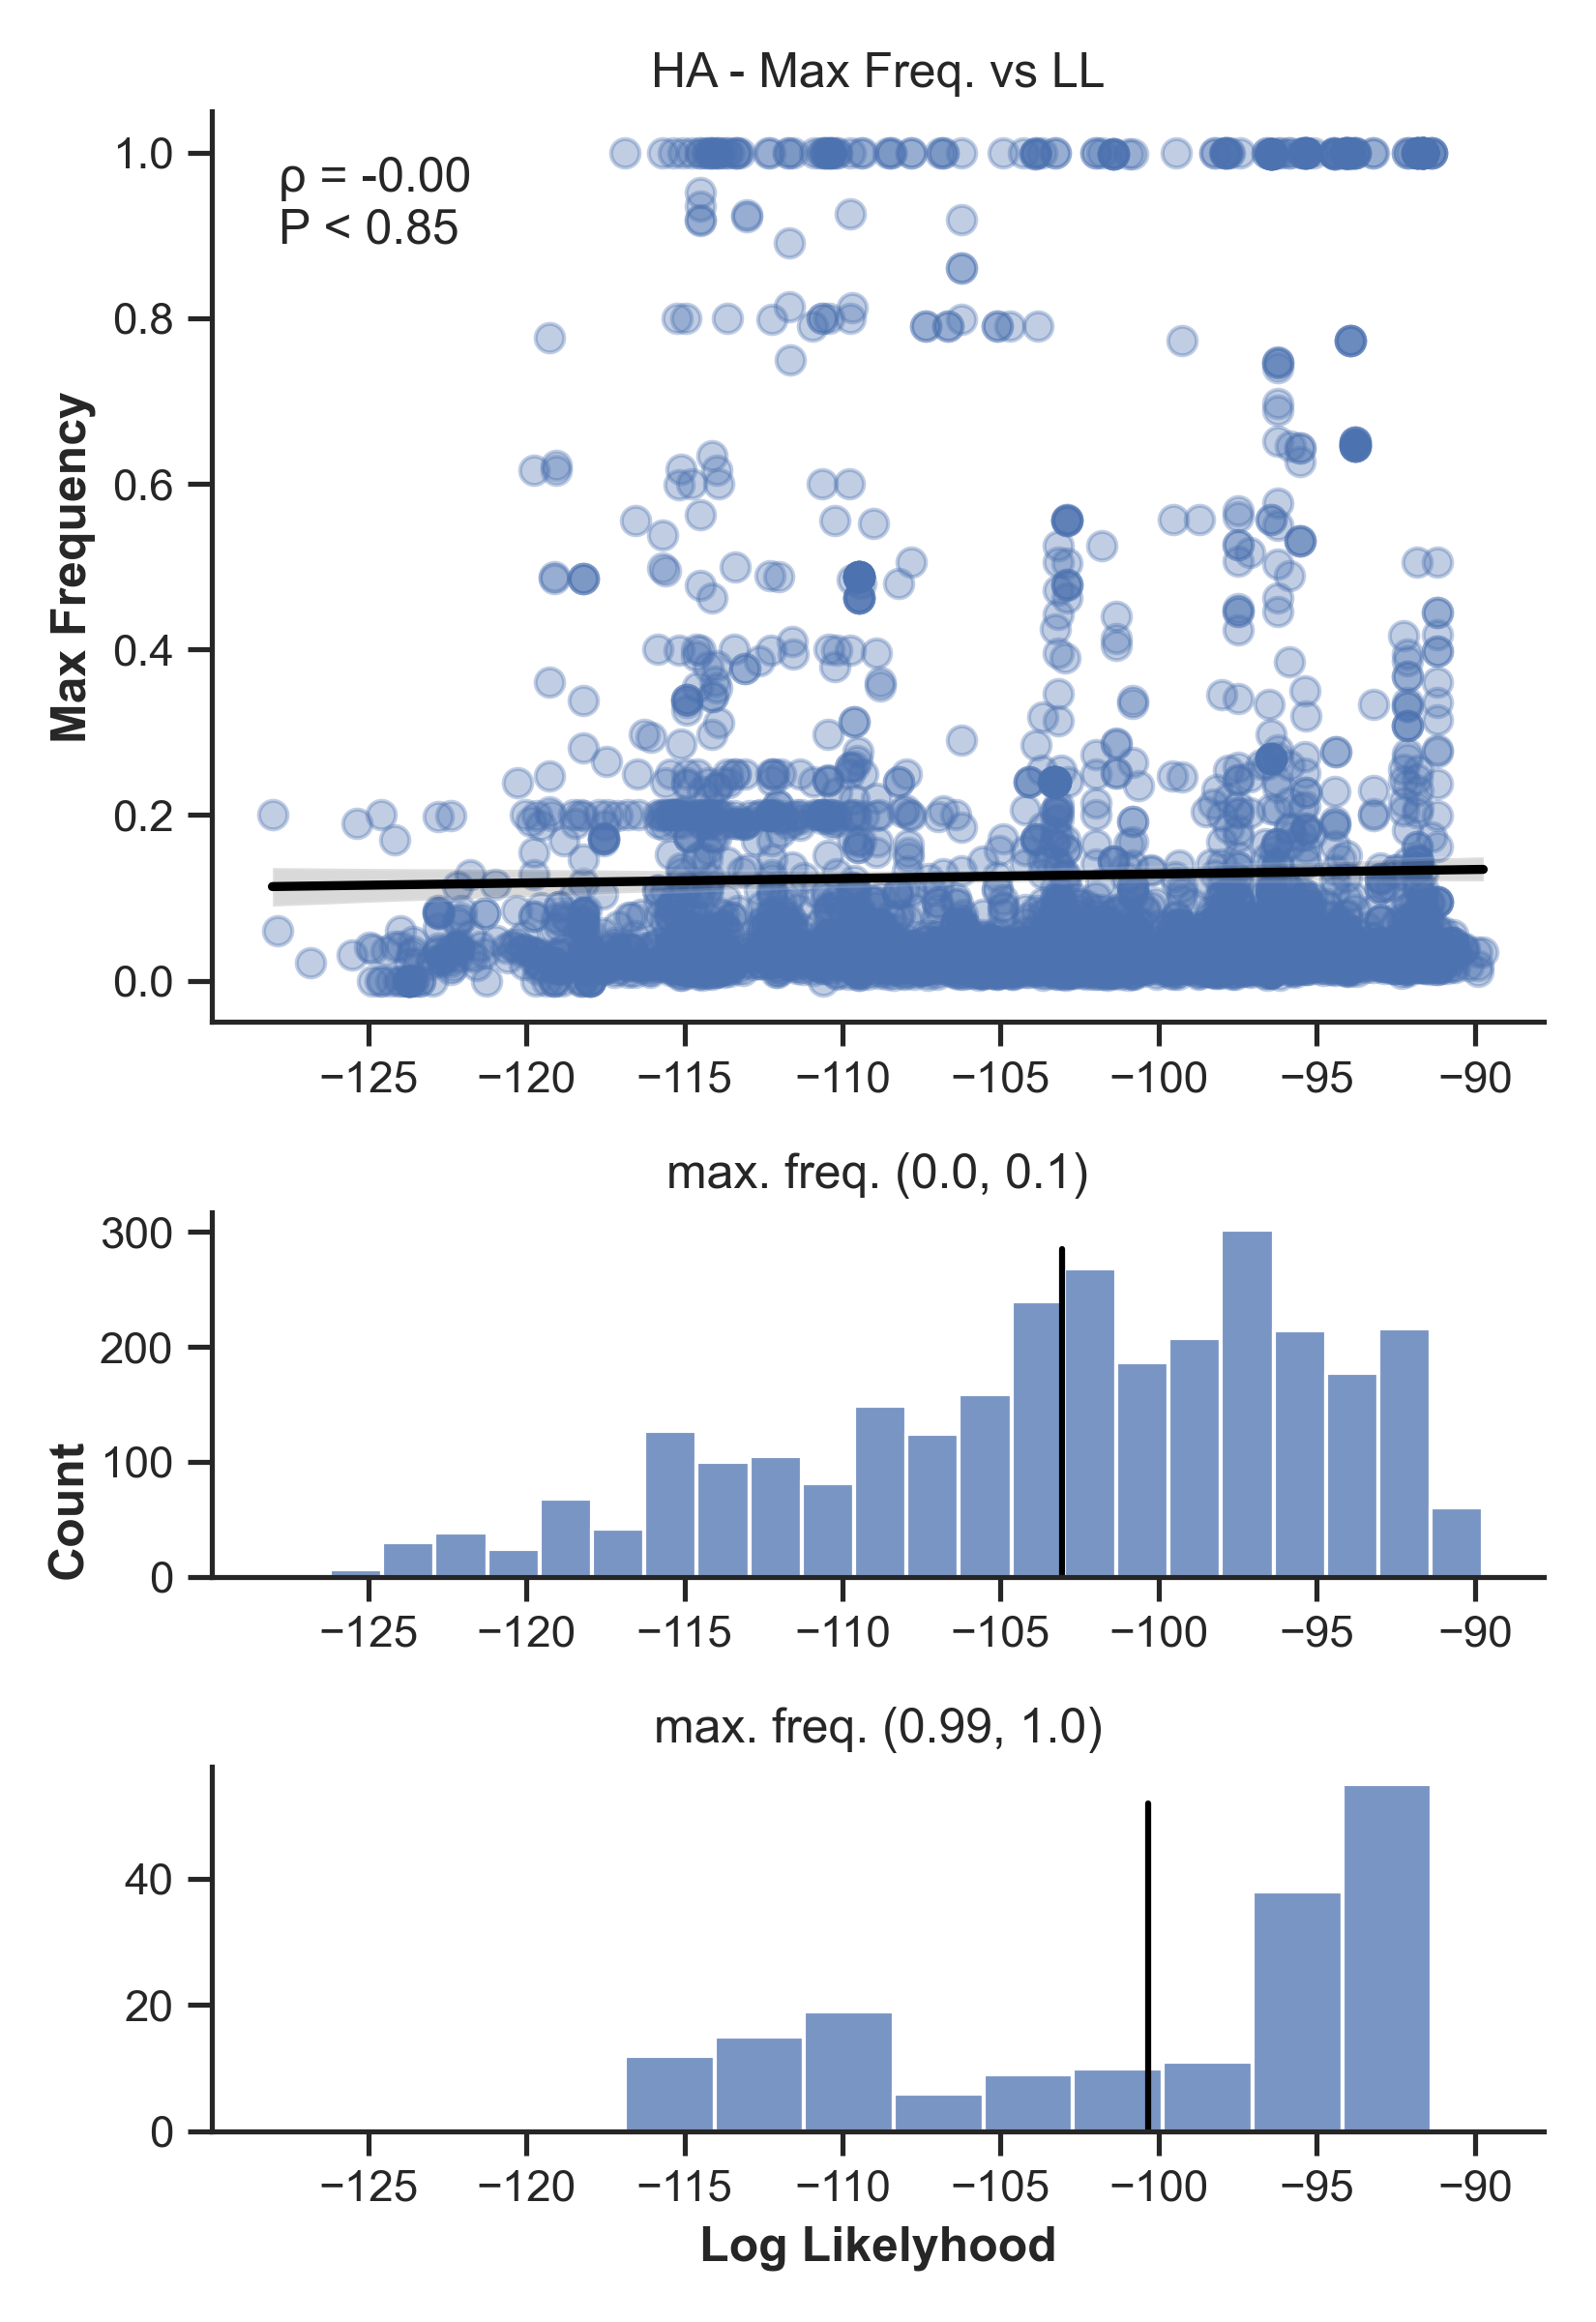 HA - Max Freq. vs LL
ρ = -0.00
P < 0.85
Max Frequency
1.0
0.8
0.6
0.4
0.2
0.0
−125 −120 −115 −110 −105 −100 −95 −90
max. freq. (0.0, 0.1)
Count
300
200
100
0
−125 −120 −115 −110 −105 −100 −95 −90
max. freq. (0.99, 1.0)
40
20
0
−125 −120 −115 −110 −105 −100 −95 −90
Log Likelyhood